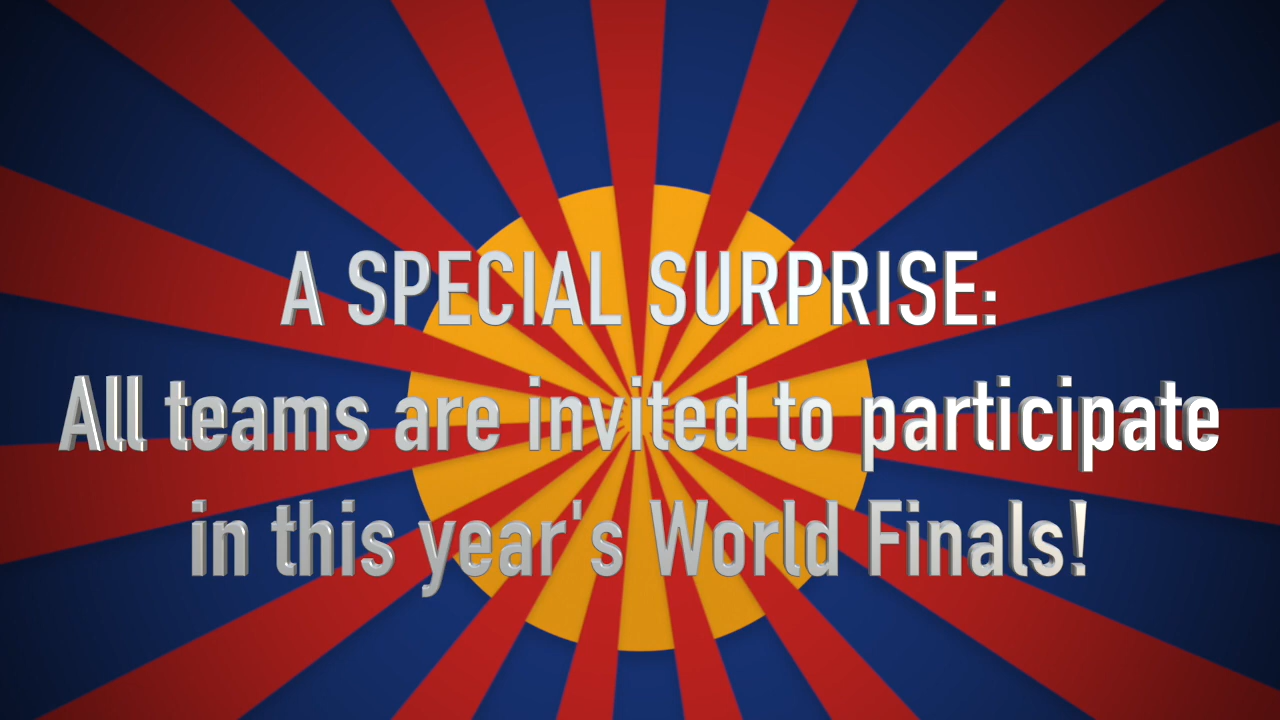 A SPECIAL SURPRISE:
All teams are invited to participate
in this year's World Finals!